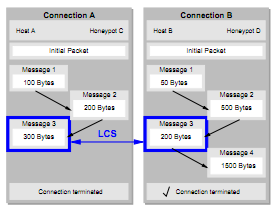 Connection A
Host A
Honeypot C
Initial Packet
Message 1
100 Bytes
Message 2
200 Bytes
Message 3
300 Bytes
Connection terminated
LCS
Connection B
Host B
Honeypot D
Initial Packet
Message 1
60 Bytes
Message 2
500 Bytes
Message 3
200 Bytes
Message 4
1500 Bytes
✓ Connection terminated